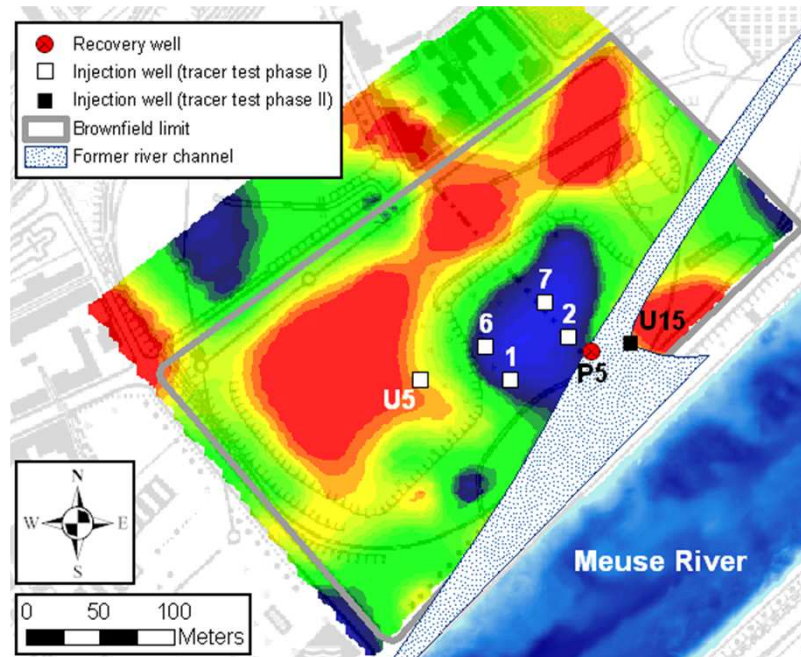 Recovery well
Injection well (tracer test phase I)
Injection well (tracer test phase II)
Brownfield limit
Former river channel
7
6
2
U15
1
P5
U5
N
W E
S
0 50 100
Meters
Meuse River